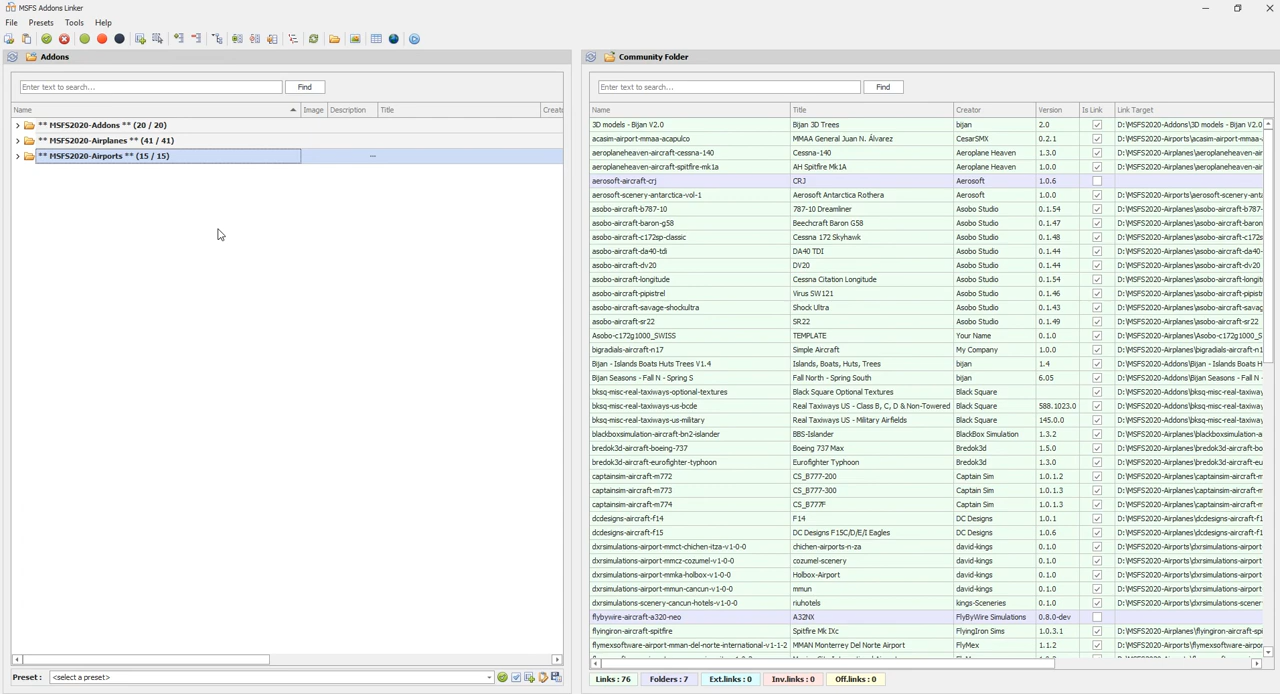 MSFS Addons Linker
File Presets Tools Help
Addons
Enter text to search... Find
Name Image Description Title Creato
** MSFS2020-Addons ** (20 / 20)
** MSFS2020-Airplanes ** (41 / 41)
** MSFS2020-Airports ** (15 / 15) ...
Preset : <select a preset>
Community Folder
Enter text to search... Find
Name Title Creator Version Is Link Link Target
3D models - Bijan V2.0 Bijan 3D Trees bijan 2.0 D:\MSFS2020-Addons\3D models - Bijan V2.0
acasim-airport-mmaa-acapulco MMAA General Juan N. Álvarez CesarSMX 0.2.1 D:\MSFS2020-Airports\acasim-airport-mmaa-
aeroplaneheaven-aircraft-cessna-140 Cessna-140 Aeroplane Heaven 1.3.0 D:\MSFS2020-Airplanes\aeroplaneheaven-airc
aeroplaneheaven-aircraft-spitfire-mk1a AH Spitfire Mk1A Aeroplane Heaven 1.0.0 D:\MSFS2020-Airplanes\aeroplaneheaven-airc
aerosoft-aircraft-crj CRJ Aerosoft 1.0.6
aerosoft-scenery-antarctica-vol-1 Aerosoft Antarctica Rothera Aerosoft 1.0.0 D:\MSFS2020-Airports\aerosoft-scenery-anta
asobo-aircraft-b787-10 787-10 Dreamliner Asobo Studio 0.1.54 D:\MSFS2020-Airplanes\asobo-aircraft-b787-
asobo-aircraft-baron-g58 Beechcraft Baron G58 Asobo Studio 0.1.47 D:\MSFS2020-Airplanes\asobo-aircraft-baron-
asobo-aircraft-c172sp-classic Cessna 172 Skyhawk Asobo Studio 0.1.48 D:\MSFS2020-Airplanes\asobo-aircraft-c172s
asobo-aircraft-da40-tdi DA40 TDI Asobo Studio 0.1.44 D:\MSFS2020-Airplanes\asobo-aircraft-da40-t
asobo-aircraft-dv20 DV20 Asobo Studio 0.1.44 D:\MSFS2020-Airplanes\asobo-aircraft-dv20
asobo-aircraft-longitude Cessna Citation Longitude Asobo Studio 0.1.54 D:\MSFS2020-Airplanes\asobo-aircraft-longit
asobo-aircraft-pipistrel Virus SW121 Asobo Studio 0.1.46 D:\MSFS2020-Airplanes\asobo-aircraft-pipist
asobo-aircraft-savage-shockultra Shock Ultra Asobo Studio 0.1.43 D:\MSFS2020-Airplanes\asobo-aircraft-savag
asobo-aircraft-sr22 SR22 Asobo Studio 0.1.49 D:\MSFS2020-Airplanes\asobo-aircraft-sr22
Asobo-c172g1000_SWISS TEMPLATE Your Name 0.1.0 D:\MSFS2020-Airplanes\Asobo-c172g1000_S
bigradials-aircraft-n17 Simple Aircraft My Company 1.0.0 D:\MSFS2020-Airplanes\bigradials-aircraft-n1
Bijan - Islands Boats Huts Trees V1.4 Islands, Boats, Huts, Trees bijan 1.4 D:\MSFS2020-Addons\Bijan - Islands Boats H
Bijan Seasons - Fall N - Spring S Fall North - Spring South bijan 6.05 D:\MSFS2020-Addons\Bijan Seasons - Fall N -
bksq-misc-real-taxiways-optional-textures Black Square Optional Textures Black Square D:\MSFS2020-Addons\bksq-misc-real-taxiway
bksq-misc-real-taxiways-us-bcde Real Taxiways US - Class B, C, D & Non-Towered Black Square 588.1023.0 D:\MSFS2020-Addons\bksq-misc-real-taxiway
bksq-misc-real-taxiways-us-military Real Taxiways US - Military Airfields Black Square 145.0.0 D:\MSFS2020-Addons\bksq-misc-real-taxiway
blackboxsimulation-aircraft-bn2-islander BBS-Islander BlackBox Simulation 1.3.2 D:\MSFS2020-Airplanes\blackboxsimulation-a
bredok3d-aircraft-boeing-737 Boeing 737 Max Bredok3d 1.5.0 D:\MSFS2020-Airplanes\bredok3d-aircraft-bo
bredok3d-aircraft-eurofighter-typhoon Eurofighter Typhoon Bredok3d 1.3.0 D:\MSFS2020-Airplanes\bredok3d-aircraft-eu
captainsim-aircraft-m772 CS_B777-200 Captain Sim 1.0.1.2 D:\MSFS2020-Airplanes\captainsim-aircraft-m
captainsim-aircraft-m773 CS_B777-300 Captain Sim 1.0.1.3 D:\MSFS2020-Airplanes\captainsim-aircraft-m
captainsim-aircraft-m774 CS_B777F Captain Sim 1.0.1.3 D:\MSFS2020-Airplanes\captainsim-aircraft-m
dcdesigns-aircraft-f14 F14 DC Designs 1.0.1 D:\MSFS2020-Airplanes\dcdesigns-aircraft-f1
dcdesigns-aircraft-f15 DC Designs F15C/D/E/I Eagles DC Designs 1.0.6 D:\MSFS2020-Airplanes\dcdesigns-aircraft-f1
dxrsimulations-airport-mmct-chichen-itza-v1-0-0 chichen-airports-n-za david-kings 0.1.0 D:\MSFS2020-Airports\dxrsimulations-airport
dxrsimulations-airport-mmcz-cozumel-v1-0-0 cozumel-scenery david-kings 0.1.0 D:\MSFS2020-Airports\dxrsimulations-airport
dxrsimulations-airport-mmka-holbox-v1-0-0 Holbox-Airport david-kings 0.1.0 D:\MSFS2020-Airports\dxrsimulations-airport
dxrsimulations-airport-mmun-cancun-v1-0-0 mmun david-kings 0.1.0 D:\MSFS2020-Airports\dxrsimulations-airport
dxrsimulations-scenery-cancun-hotels-v1-0-0 riuhotels kings-Sceneries 0.1.0 D:\MSFS2020-Airports\dxrsimulations-scener
flybywire-aircraft-a320-neo A32NX FlyByWire Simulations 0.8.0-dev
flyingiron-aircraft-spitfire Spitfire Mk IXc FlyingIron Sims 1.0.3.1 D:\MSFS2020-Airplanes\flyingiron-aircraft-spi
flymexsoftware-airport-mman-del-norte-international-v1-1-2 MMAN Monterrey Del Norte Airport FlyMex 1.1.2 D:\MSFS2020-Airports\flymexsoftware-airpor
Links : 76 Folders : 7 Ext.links : 0 Inv.links : 0 Off.links : 0